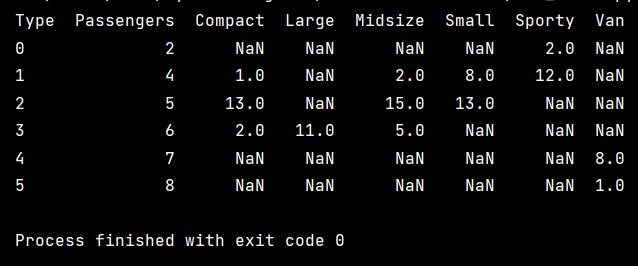 Type  Passengers  Compact  Large  Midsize  Small  Sporty  Van
0              2      NaN    NaN      NaN    NaN     2.0  NaN
1              4      1.0    NaN      2.0    8.0    12.0  NaN
2              5     13.0    NaN     15.0   13.0     NaN  NaN
3              6      2.0   11.0      5.0    NaN     NaN  NaN
4              7      NaN    NaN      NaN    NaN     NaN  8.0
5              8      NaN    NaN      NaN    NaN     NaN  1.0
Process finished with exit code 0